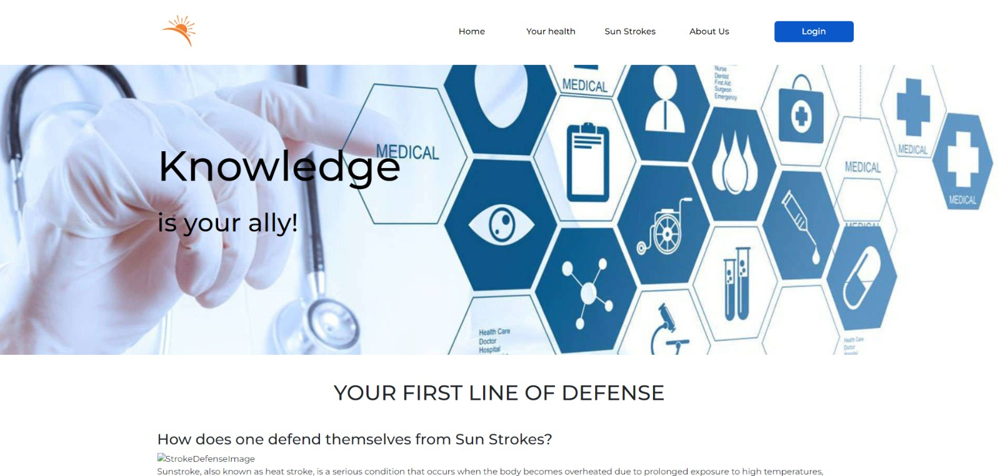 Home
Your health
Sun Strokes
About Us
Login
MEDICAL
Nurse
Dentist
First Aid
Surgeon
Emergency
MEDICAL
MEDICAL
MEDICAL
MEDICAL
MEDICAL
Knowledge
is your ally!
Health Care
Doctor
Hospital
Health Care
Doctor
Hospital
YOUR FIRST LINE OF DEFENSE
How does one defend themselves from Sun Strokes?
StrokeDefenseImage
Sunstroke, also known as heat stroke, is a serious condition that occurs when the body becomes overheated due to prolonged exposure to high temperatures,